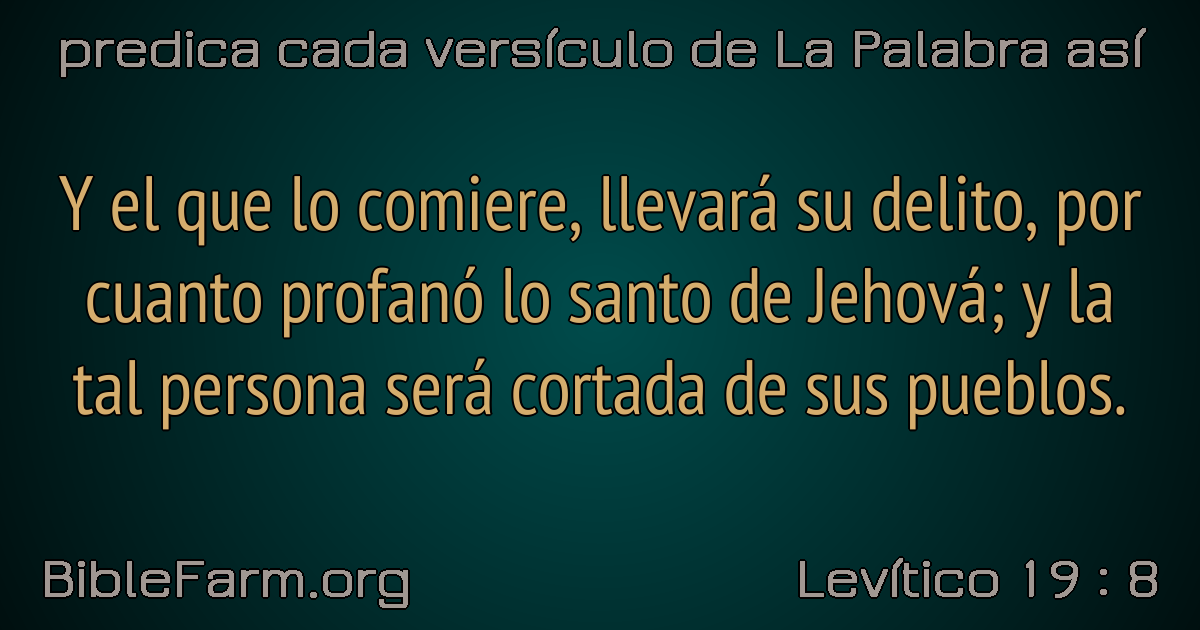 predica cada versículo de La Palabra así
Y el que lo comiere, llevará su delito, por
cuanto profanó lo santo de Jehová; y la
tal persona será cortada de sus pueblos.
BibleFarm.org
Levítico 19 : 8